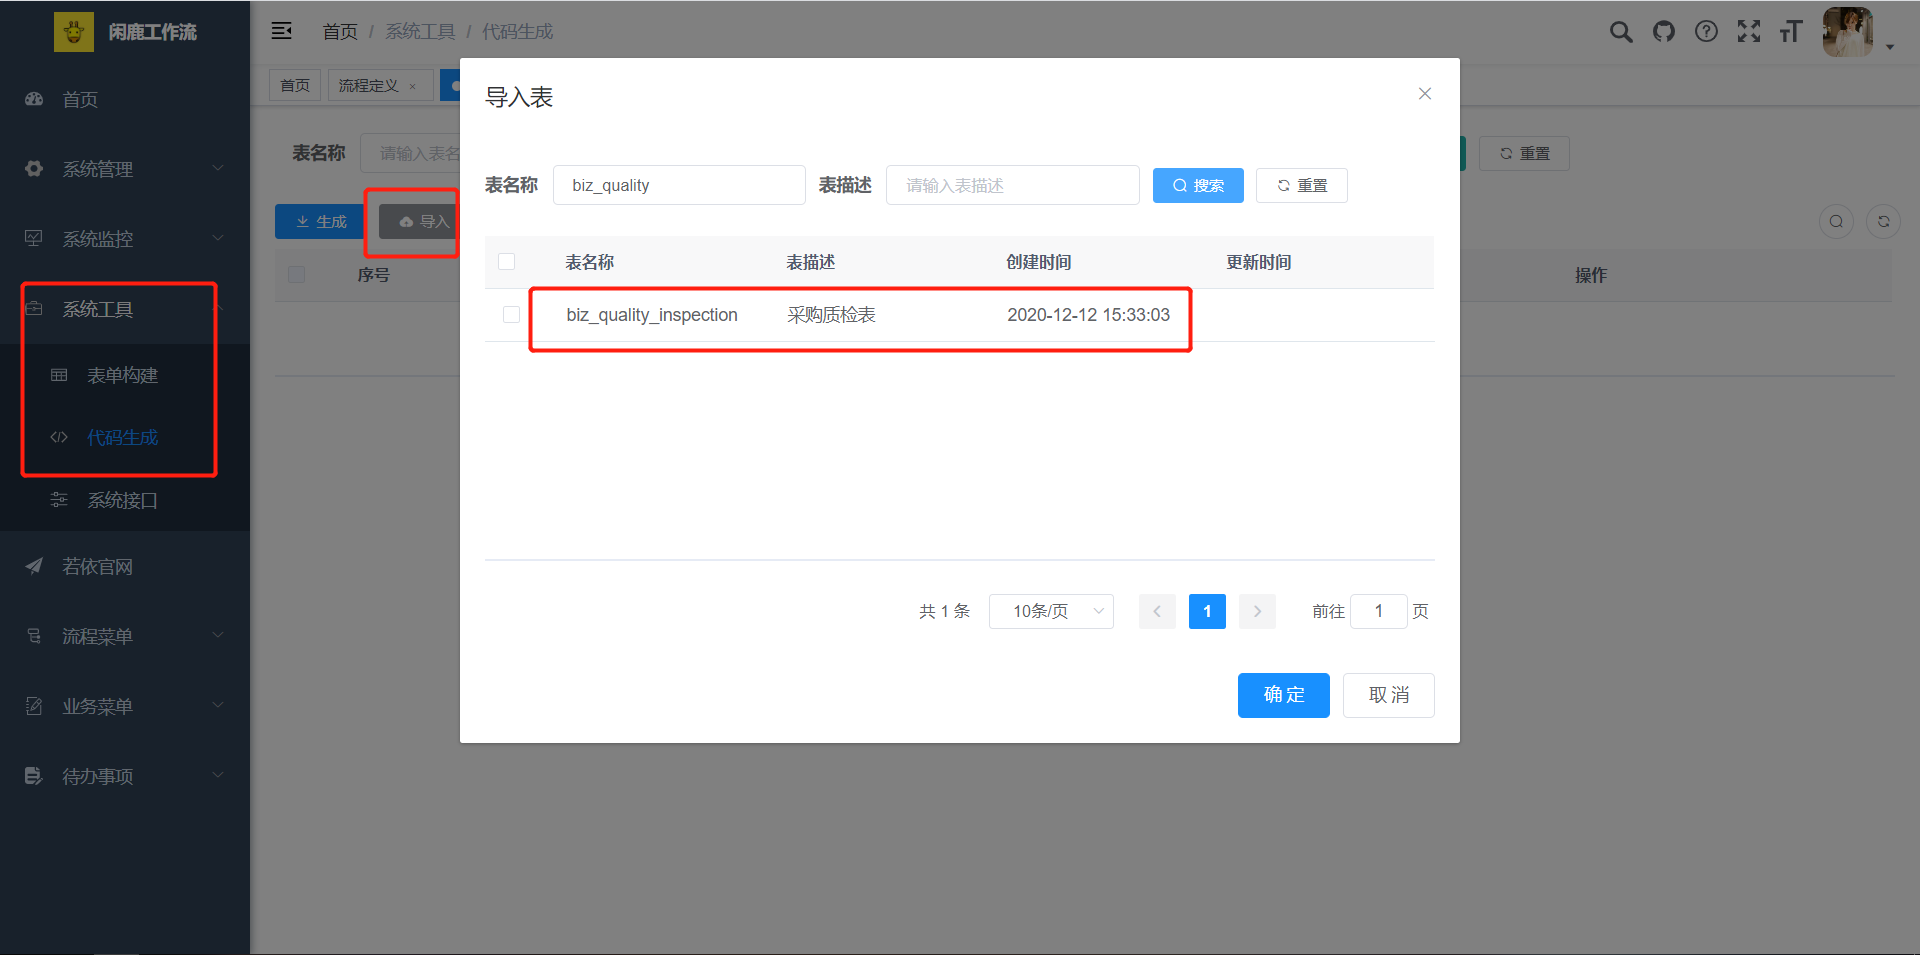 闲鹿工作流
首页 / 系统工具 / 代码生成
首页
流程定义 ×
首页
系统管理
系统监控
系统工具
表单构建
代码生成
系统接口
若依官网
流程菜单
业务菜单
待办事项
表名称 请输入表名
重置
生成
导入
序号
操作
导入表
表名称 biz_quality 表描述 请输入表描述 搜索 重置
表名称 表描述 创建时间 更新时间
biz_quality_inspection 采购质检表 2020-12-12 15:33:03
共 1 条 10条/页 1 前往 1 页
确 定 取 消